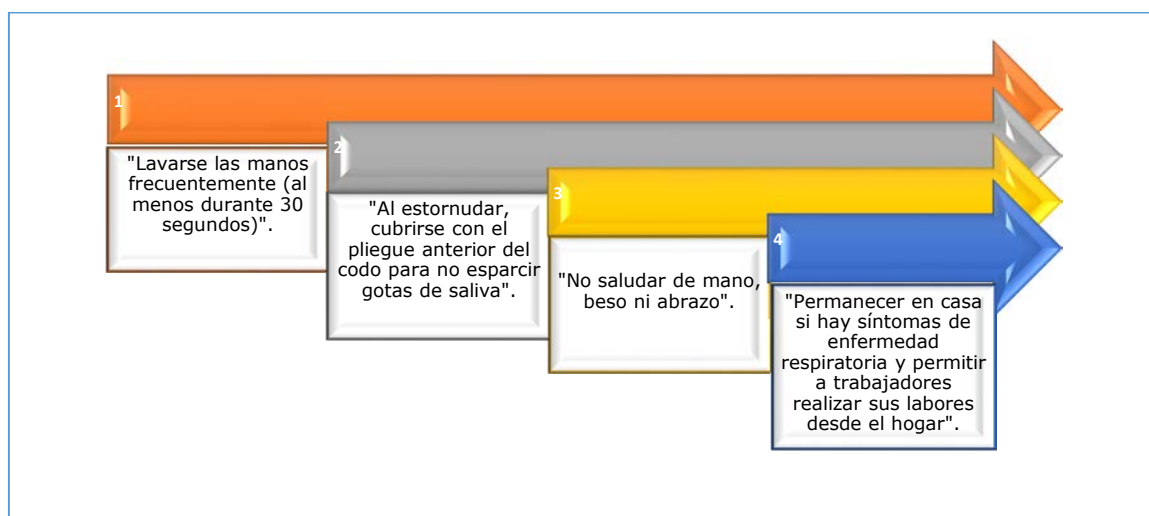 1
"Lavarse las manos
frecuentemente (al
menos durante 30
segundos)".
2
"Al estornudar,
cubrirse con el
pliegue anterior del
codo para no esparcir
gotas de saliva".
3
"No saludar de mano,
beso ni abrazo".
4
"Permanecer en casa
si hay síntomas de
enfermedad
respiratoria y permitir
a trabajadores
realizar sus labores
desde el hogar".